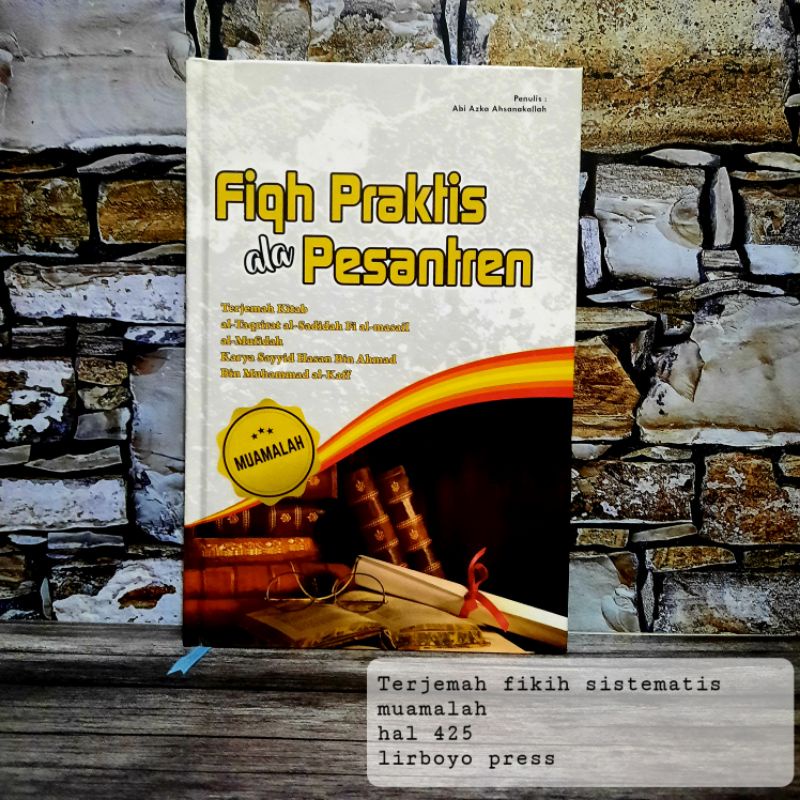 Penulis :
Abi Azka Ahsanakallah
Fiqh Praktis
ala Pesantren
Terjemah Kitab
al-Taqrirat al-Sadidah Fi al-masail
al-Mufidah
Karya Sayyid Hasan Bin Ahmad
Bin Muhammad al-Kaff
MUAMALAH
Terjemah fikih sistematis
muamalah
hal 425
lirboyo press